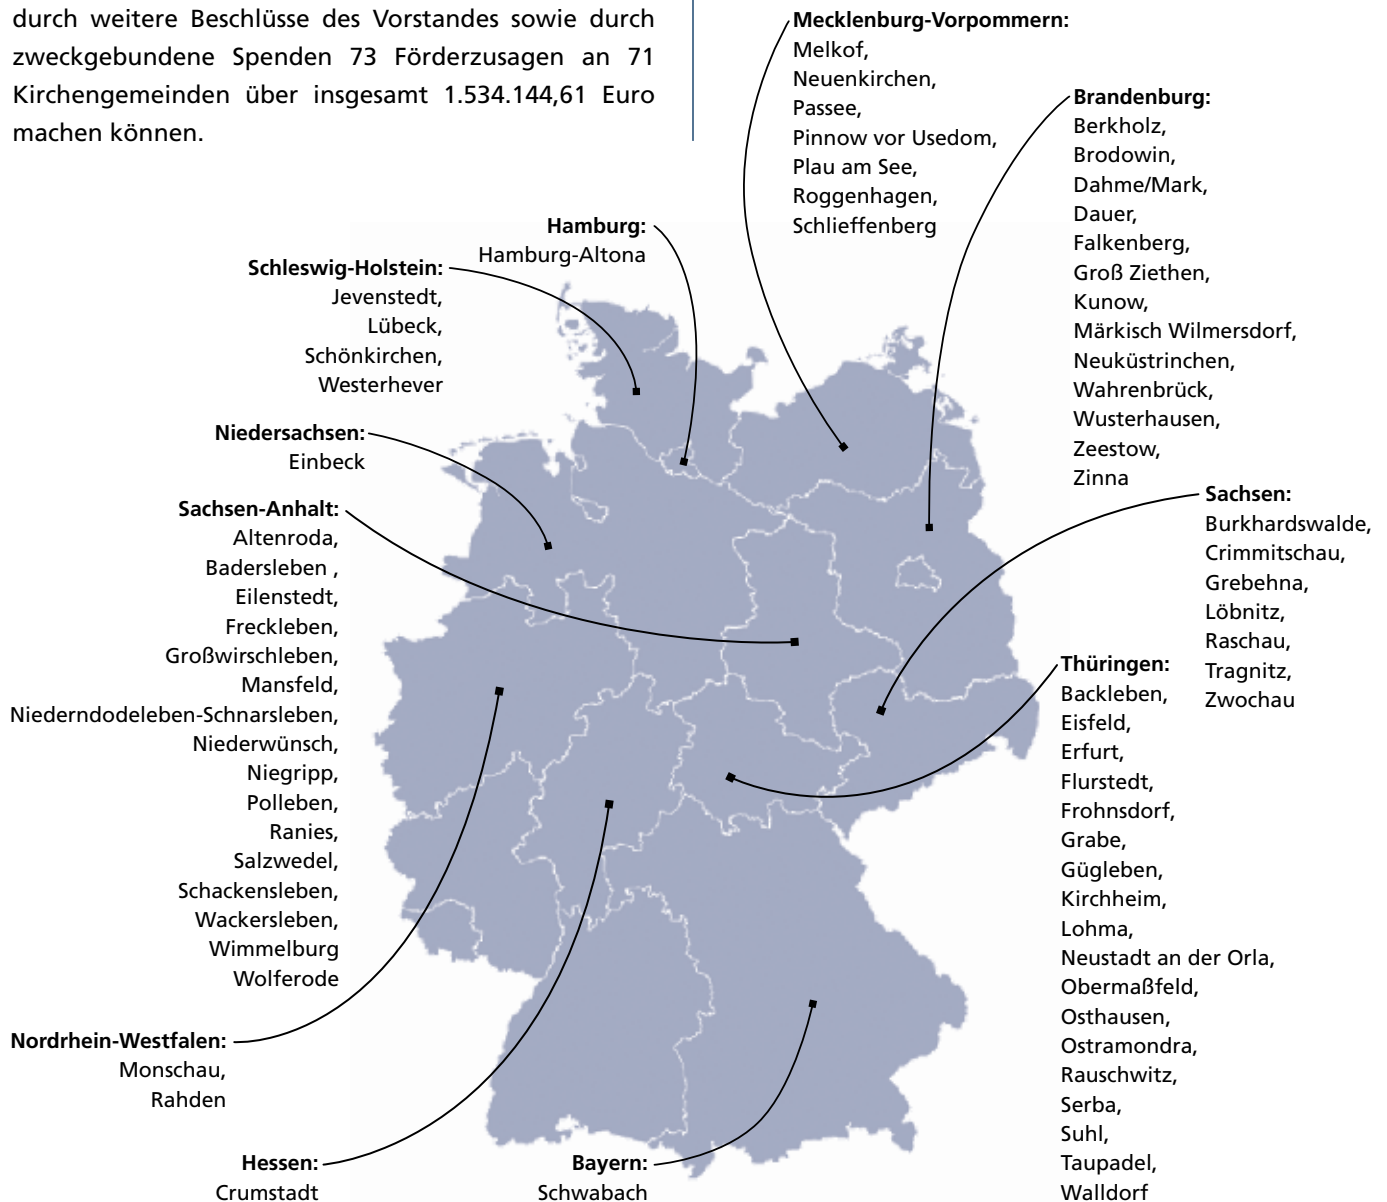 durch weitere Beschlüsse des Vorstandes sowie durch
zweckgebundene Spenden 73 Förderzusagen an 71
Kirchengemeinden über insgesamt 1.534.144,61 Euro
machen können.
Mecklenburg-Vorpommern:
Melkof,
Neuenkirchen,
Passee,
Pinnow vor Usedom,
Plau am See,
Roggenhagen,
Schlieffenberg
Brandenburg:
Berkholz,
Brodowin,
Dahme/Mark,
Dauer,
Falkenberg,
Groß Ziethen,
Kunow,
Märkisch Wilmersdorf,
Neuküstrinchen,
Wahrenbrück,
Wusterhausen,
Zeestow,
Zinna
Hamburg:
Hamburg-Altona
Schleswig-Holstein:
Jevenstedt,
Lübeck,
Schönkirchen,
Westerhever
Niedersachsen:
Einbeck
Sachsen-Anhalt:
Altenroda,
Badersleben ,
Eilenstedt,
Freckleben,
Großwirschleben,
Mansfeld,
Niederndodeleben-Schnarsleben,
Niederwünsch,
Niegripp,
Polleben,
Ranies,
Salzwedel,
Schackensleben,
Wackersleben,
Wimmelburg
Wolferode
Sachsen:
Burkhardswalde,
Crimmitschau,
Grebehna,
Löbnitz,
Raschau,
Tragnitz,
Zwochau
Thüringen:
Backleben,
Eisfeld,
Erfurt,
Flurstedt,
Frohnsdorf,
Grabe,
Gügleben,
Kirchheim,
Lohma,
Neustadt an der Orla,
Obermaßfeld,
Osthausen,
Ostramondra,
Rauschwitz,
Serba,
Suhl,
Taupadel,
Walldorf
Nordrhein-Westfalen:
Monschau,
Rahden
Hessen:
Crumstadt
Bayern:
Schwabach